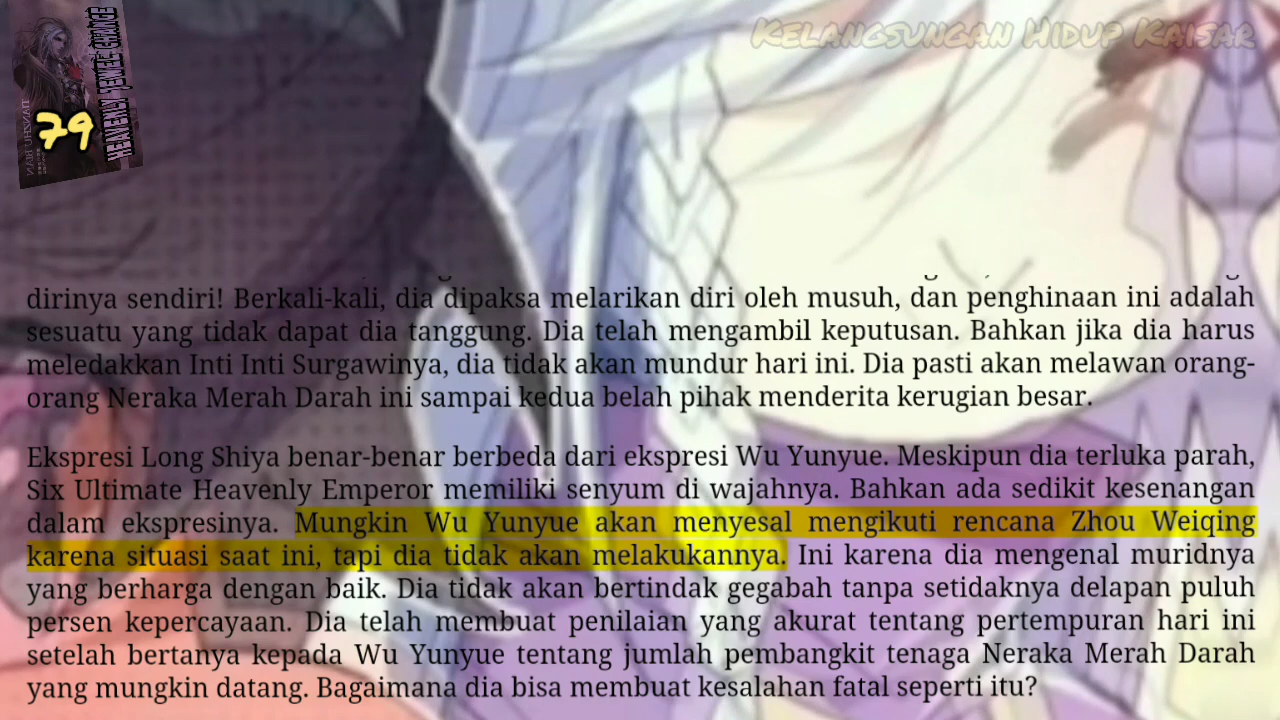 Kelangsungan Hidup Kaisar
79
HEAVENLY JEWEL CHANGE
dirinya sendiri! Berkali-kali, dia dipaksa melarikan diri oleh musuh, dan penghinaan ini adalah
sesuatu yang tidak dapat dia tanggung. Dia telah mengambil keputusan. Bahkan jika dia harus
meledakkan Inti Inti Surgawinya, dia tidak akan mundur hari ini. Dia pasti akan melawan orang-
orang Neraka Merah Darah ini sampai kedua belah pihak menderita kerugian besar.
Ekspresi Long Shiya benar-benar berbeda dari ekspresi Wu Yunyue. Meskipun dia terluka parah,
Six Ultimate Heavenly Emperor memiliki senyum di wajahnya. Bahkan ada sedikit kesenangan
dalam ekspresinya. Mungkin Wu Yunyue akan menyesal mengikuti rencana Zhou Weiqing
karena situasi saat ini, tapi dia tidak akan melakukannya. Ini karena dia mengenal muridnya
yang berharga dengan baik. Dia tidak akan bertindak gegabah tanpa setidaknya delapan puluh
persen kepercayaan. Dia telah membuat penilaian yang akurat tentang pertempuran hari ini
setelah bertanya kepada Wu Yunyue tentang jumlah pembangkit tenaga Neraka Merah Darah
yang mungkin datang. Bagaimana dia bisa membuat kesalahan fatal seperti itu?